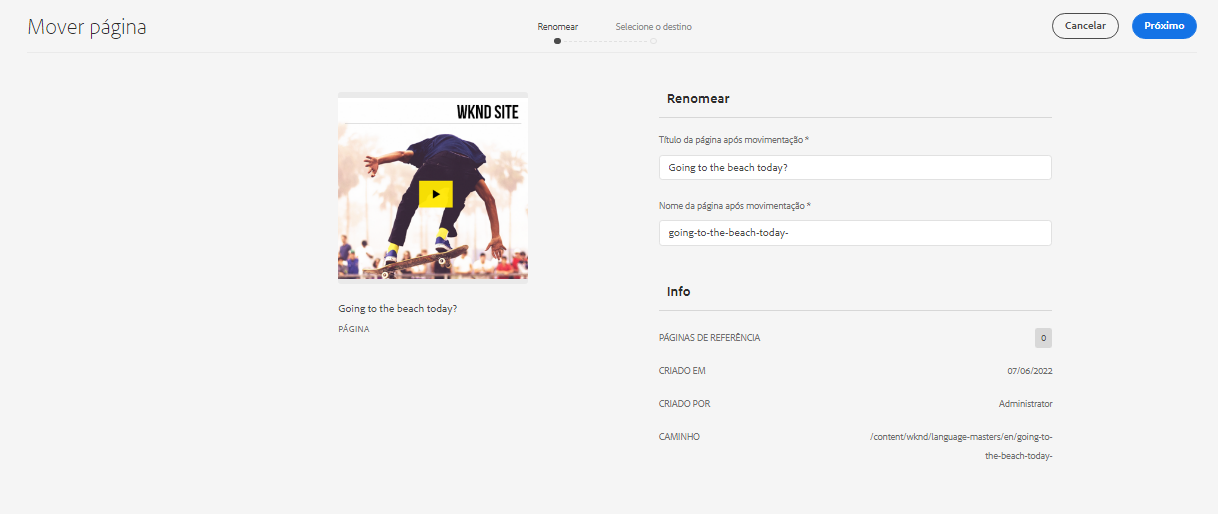 Mover página
Renomear
Selecione o destino
Cancelar
Próximo
WKND SITE
Going to the beach today?
PÁGINA
Renomear
Título da página após movimentação *
Going to the beach today?
Nome da página após movimentação *
going-to-the-beach-today-
Info
PÁGINAS DE REFERÊNCIA 0
CRIADO EM 07/06/2022
CRIADO POR Administrator
CAMINHO /content/wknd/language-masters/en/going-to-
the-beach-today-